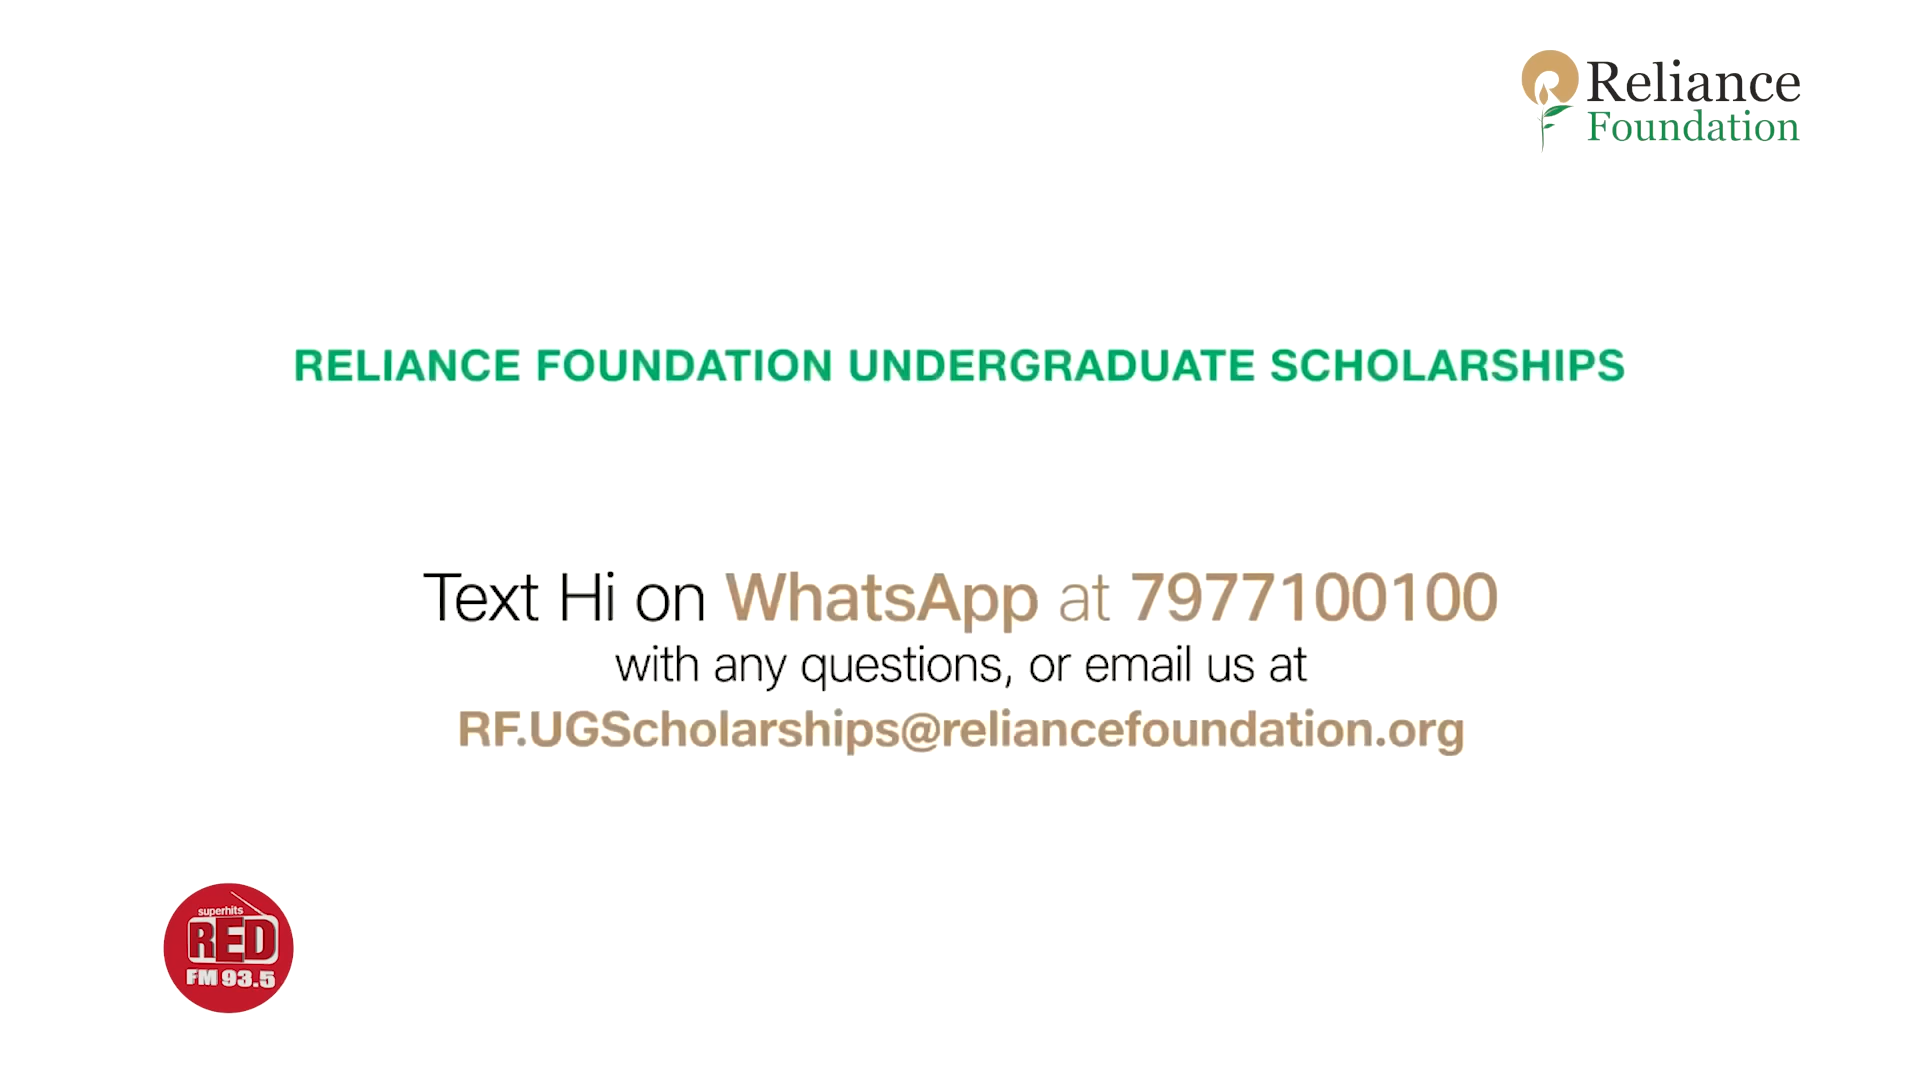 Reliance
Foundation
RELIANCE FOUNDATION UNDERGRADUATE SCHOLARSHIPS
Text Hi on WhatsApp at 7977100100
with any questions, or email us at
RF.UGScholarships@reliancefoundation.org
superhits
RED
FM 93.5